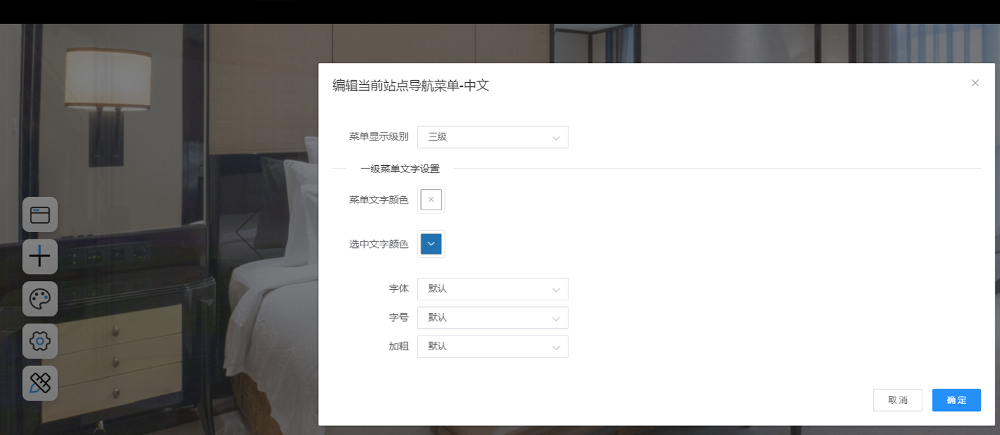 编辑当前站点导航菜单-中文
菜单显示级别 三级
一级菜单文字设置
菜单文字颜色
选中文字颜色
字体 默认
字号 默认
加粗 默认
取消 确定